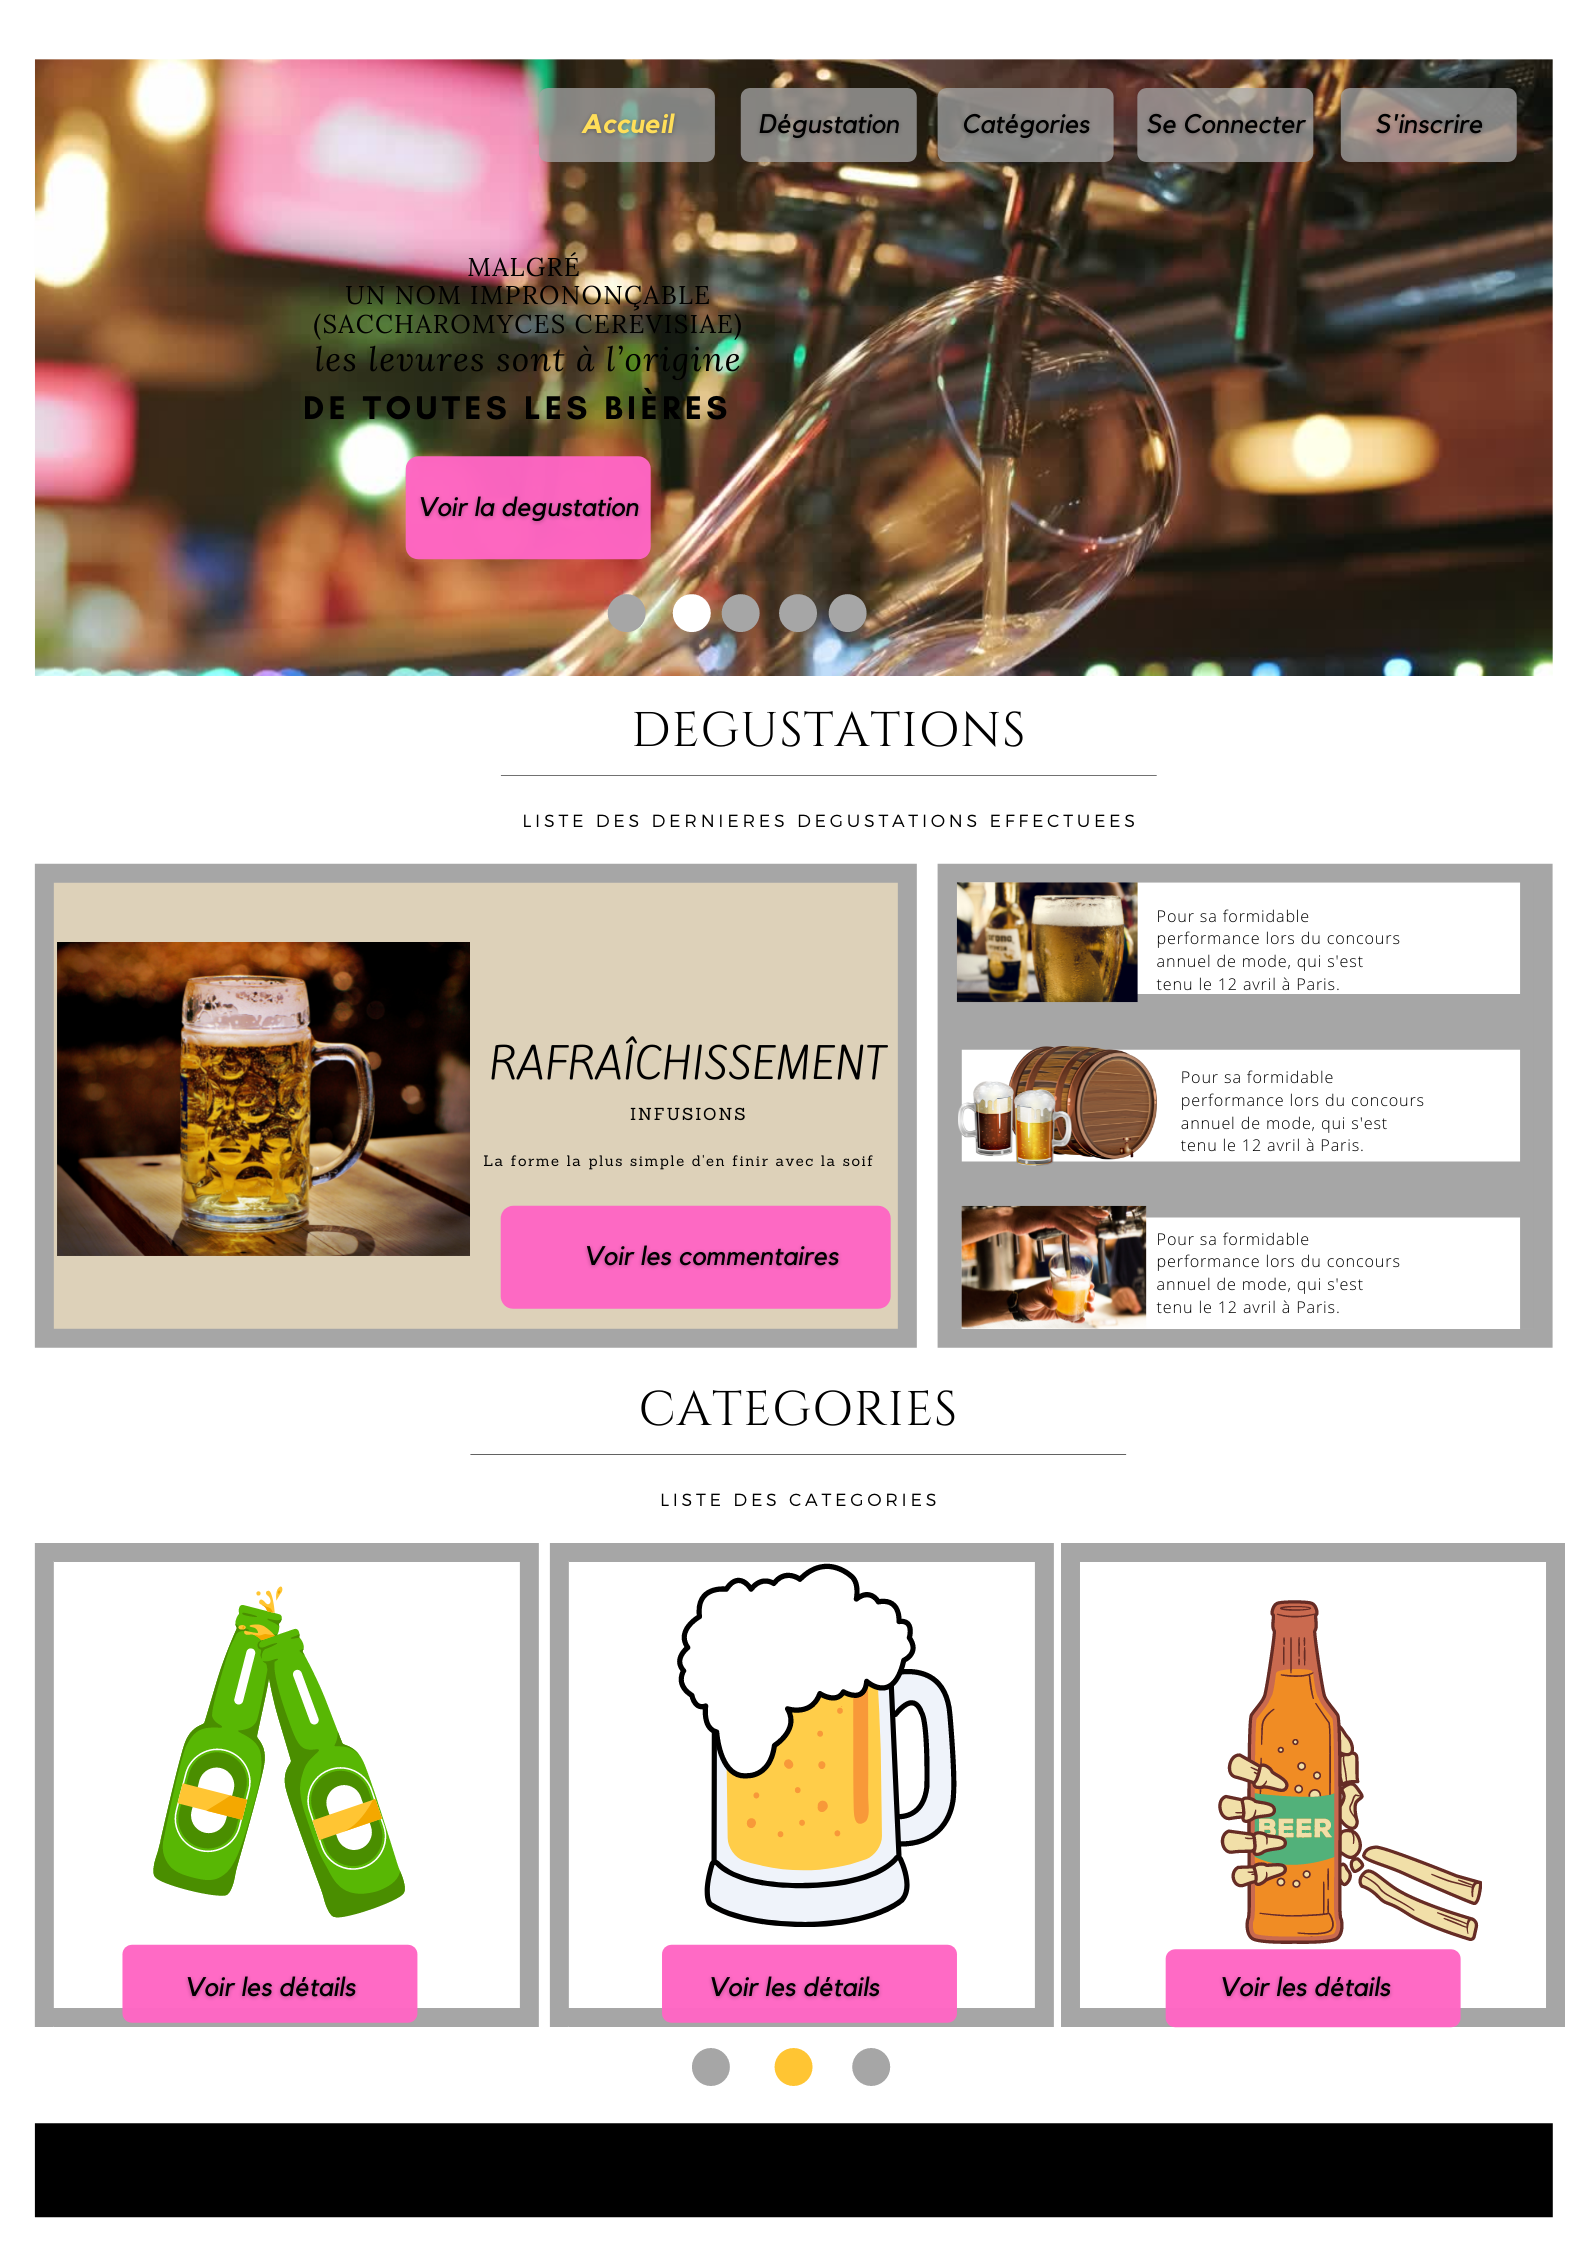 Accueil
Dégustation
Catégories
Se Connecter
S'inscrire
MALGRÉ
UN NOM IMPRONONÇABLE
(SACCHAROMYCES CEREVISIAE)
les levures sont à l'origine
DE TOUTES LES BIÈRES
Voir la degustation
DEGUSTATIONS
LISTE DES DERNIERES DEGUSTATIONS EFFECTUEES
RAFRAÎCHISSEMENT
INFUSIONS
La forme la plus simple d'en finir avec la soif
Voir les commentaires
Pour sa formidable
performance lors du concours
annuel de mode, qui s'est
tenu le 12 avril à Paris.
Pour sa formidable
performance lors du concours
annuel de mode, qui s'est
tenu le 12 avril à Paris.
Pour sa formidable
performance lors du concours
annuel de mode, qui s'est
tenu le 12 avril à Paris.
CATEGORIES
LISTE DES CATEGORIES
BEER
Voir les détails
Voir les détails
Voir les détails